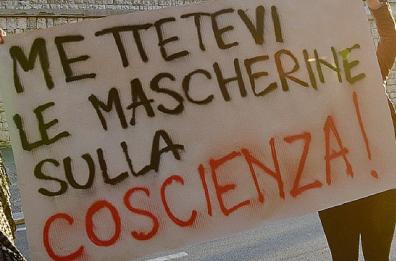 METTETEVI
LE MASCHERINE
SULLA
COSCIENZA!